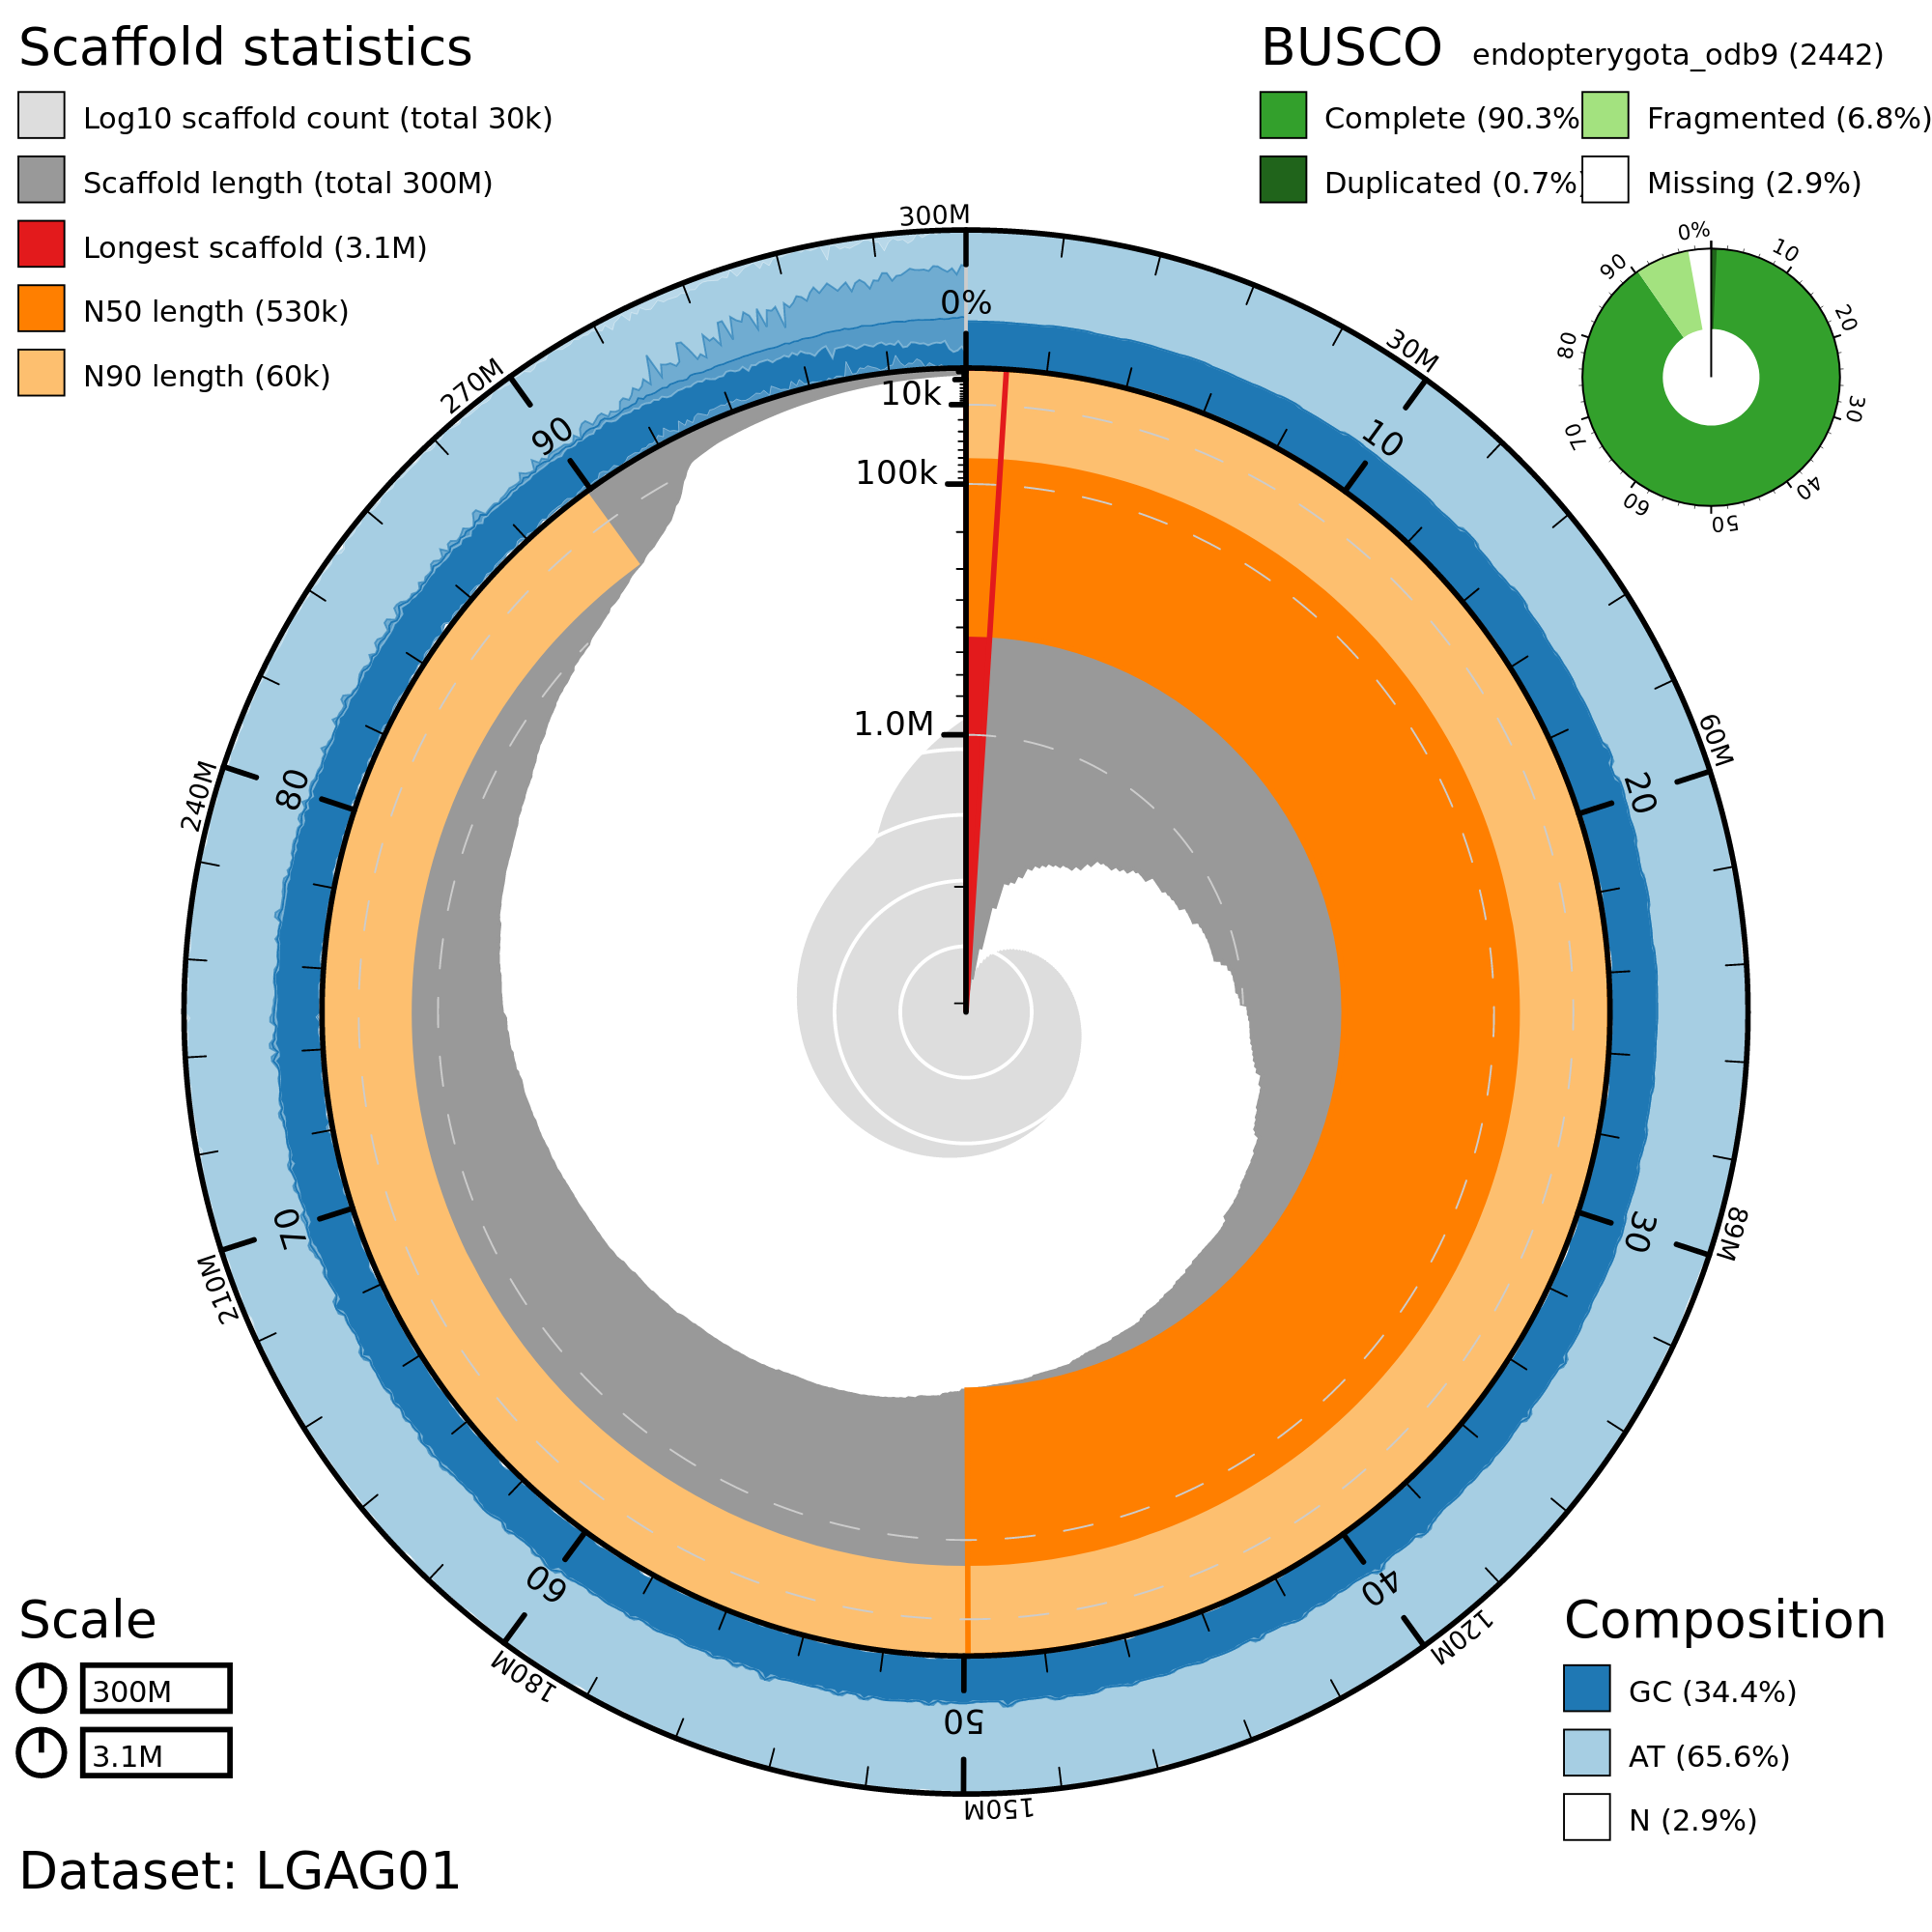 Scaffold statistics
Log10 scaffold count (total 30k)
Scaffold length (total 300M)
Longest scaffold (3.1M)
N50 length (530k)
N90 length (60k)
BUSCO endopterygota_odb9 (2442)
Complete (90.3%
Fragmented (6.8%)
Duplicated (0.7%)
Missing (2.9%)
0%
10
20
30
40
50
60
70
80
90
300M
30M
60M
89M
120M
150M
180M
210M
240M
270M
0%
10
20
30
40
50
60
70
80
90
10k
100k
1.0M
Scale
300M
3.1M
Composition
GC (34.4%)
AT (65.6%)
N (2.9%)
Dataset: LGAG01